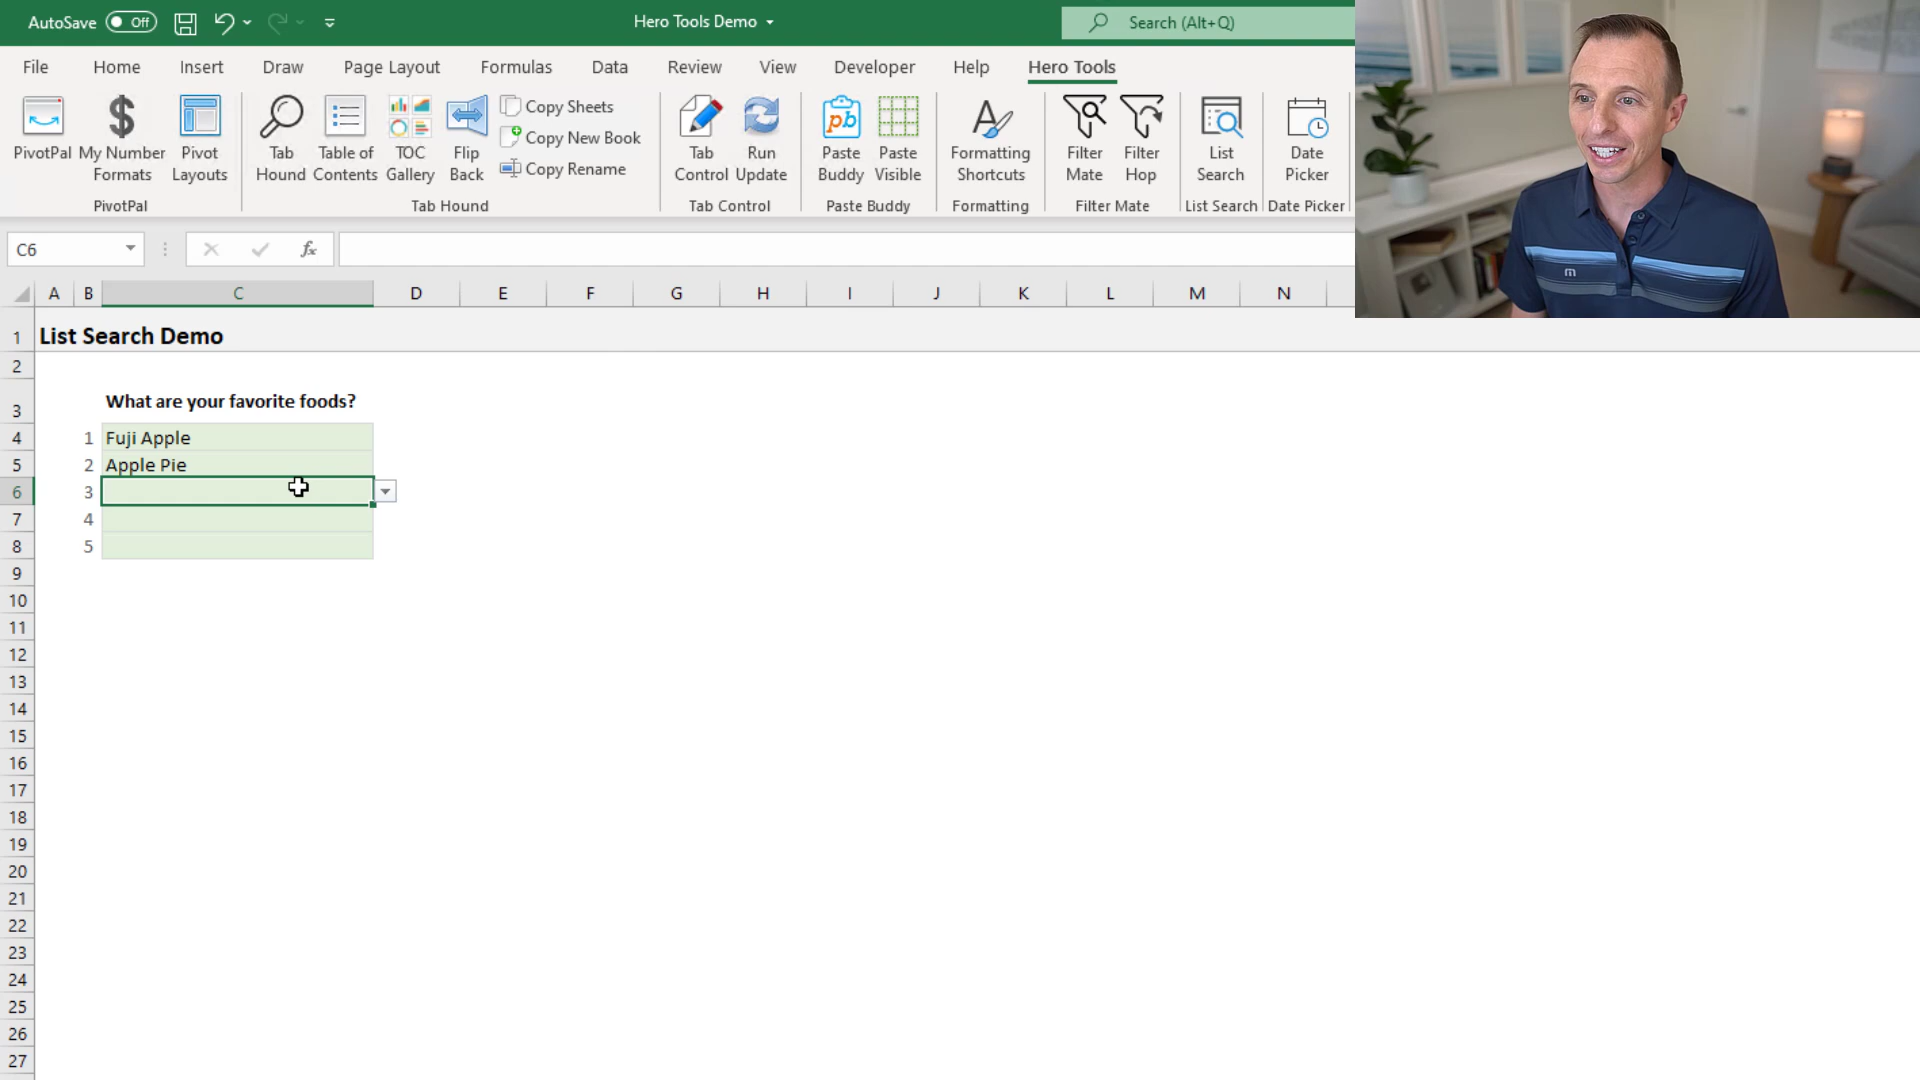 AutoSave Off Hero Tools Demo Search (Alt+Q)
File Home Insert Draw Page Layout Formulas Data Review View Developer Help Hero Tools
PivotPal
My Number Formats
Pivot Layouts
PivotPal
Tab Hound
Table of Contents
TOC Gallery
Flip Back
Copy Sheets
Copy New Book
Copy Rename
Tab Hound
Tab Control
Run Update
Tab Control
pb
Paste Buddy
Paste Visible
Paste Buddy
Formatting Shortcuts
Formatting
Filter Mate
Filter Hop
Filter Mate
List Search
List Search
Date Picker
Date Picker
C6 fx
A B C D E F G H I J K L M N
1 List Search Demo
2
3 What are your favorite foods?
4 1 Fuji Apple
5 2 Apple Pie
6 3
7 4
8 5
9
10
11
12
13
14
15
16
17
18
19
20
21
22
23
24
25
26
27
m